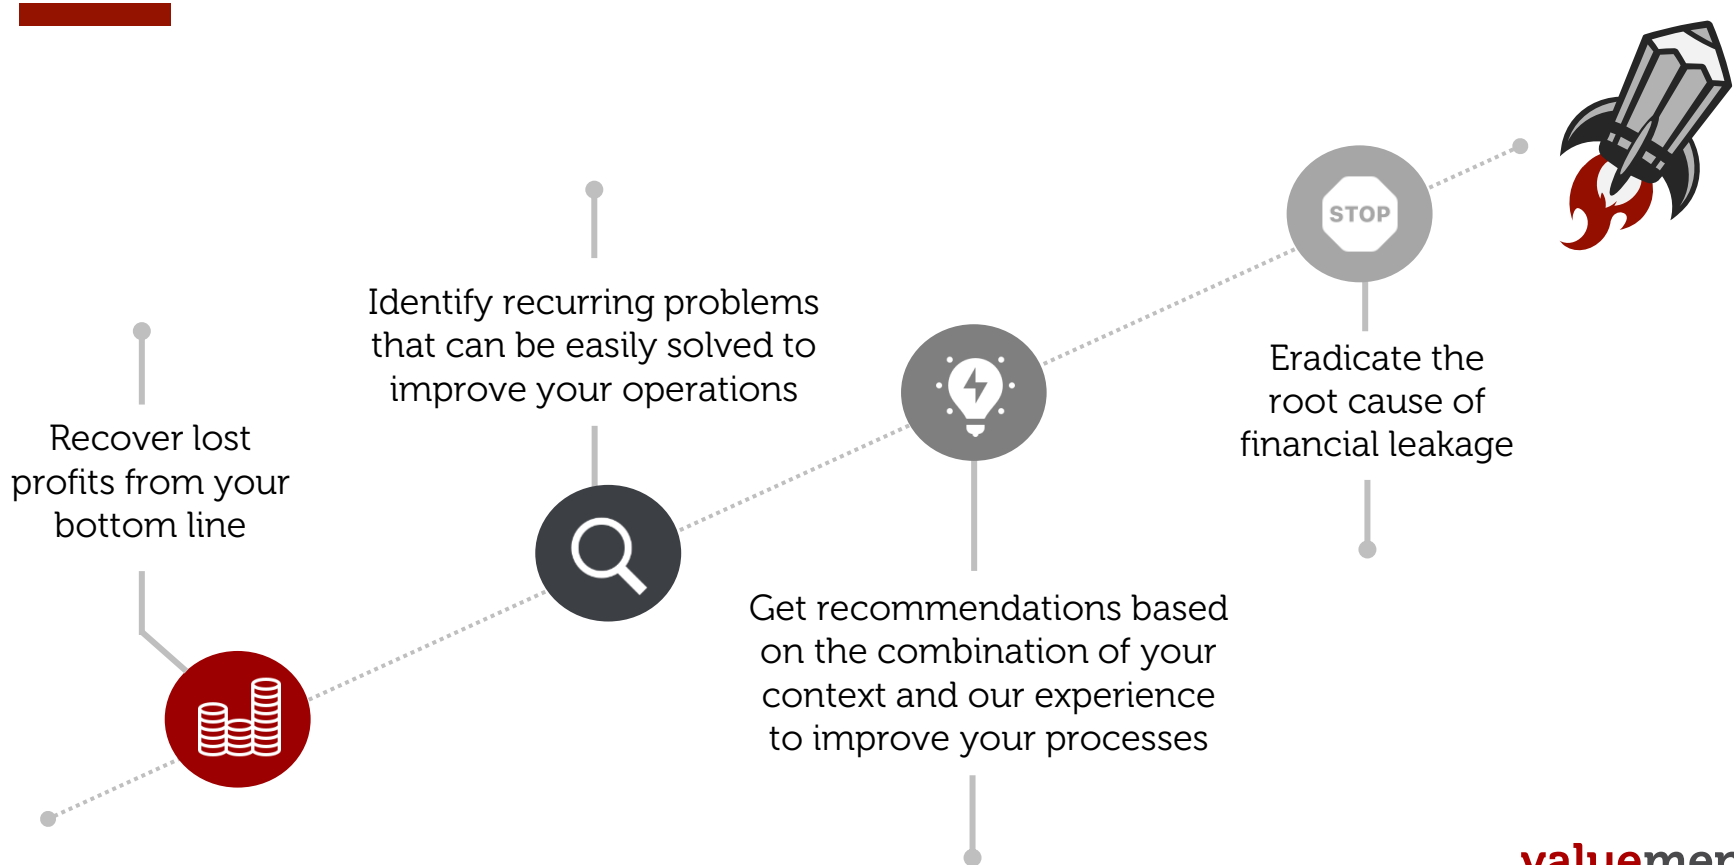 Recover lost
profits from your
bottom line
Identify recurring problems
that can be easily solved to
improve your operations
Get recommendations based
on the combination of your
context and our experience
to improve your processes
STOP
Eradicate the
root cause of
financial leakage